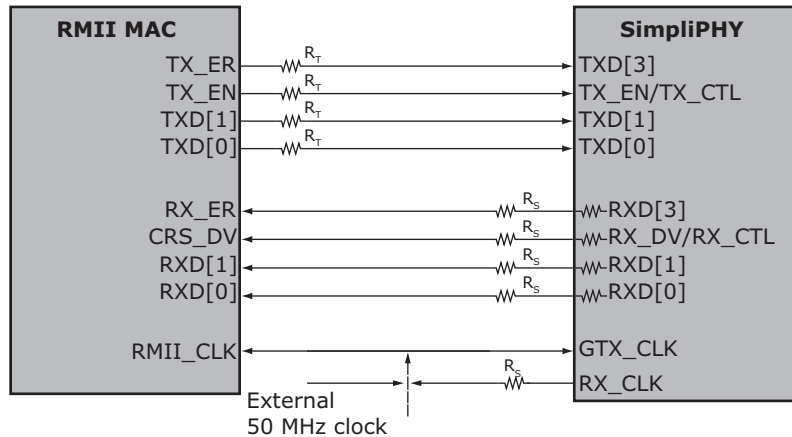 RMII MAC
SimpliPHY
TX_ER
R_T
TXD[3]
TX_EN
R_T
TX_EN/TX_CTL
TXD[1]
R_T
TXD[1]
TXD[0]
R_T
TXD[0]
RX_ER
R_S
RXD[3]
CRS_DV
R_S
RX_DV/RX_CTL
RXD[1]
R_S
RXD[1]
RXD[0]
R_S
RXD[0]
RMII_CLK
GTX_CLK
R_S
RX_CLK
External
50 MHz clock